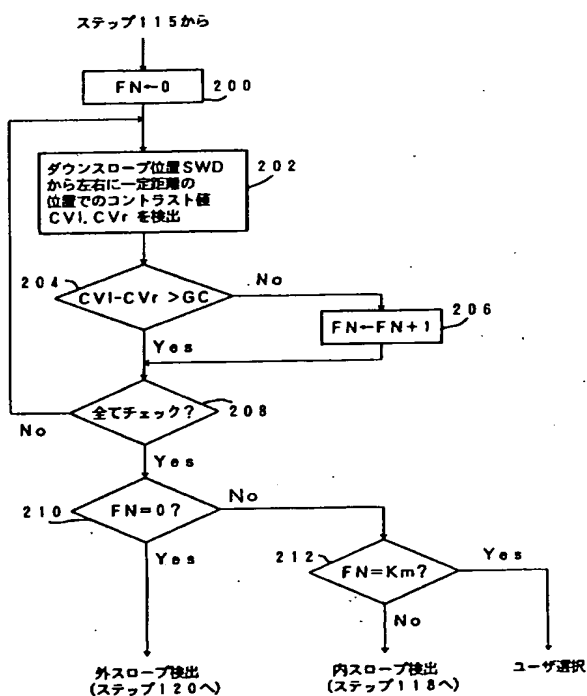 ステップ115から
FN←0
200
ダウンスロープ位置SWD
から左右に一定距離の
位置でのコントラスト値
CVl.CVrを検出
202
204
CVl-CVr>GC
No
Yes
FN←FN+1
206
全てチェック?
208
No
Yes
210
FN=0?
No
Yes
212
FN=Km?
Yes
No
外スロープ検出
(ステップ120へ)
内スロープ検出
(ステップ118へ)
ユーザ選択